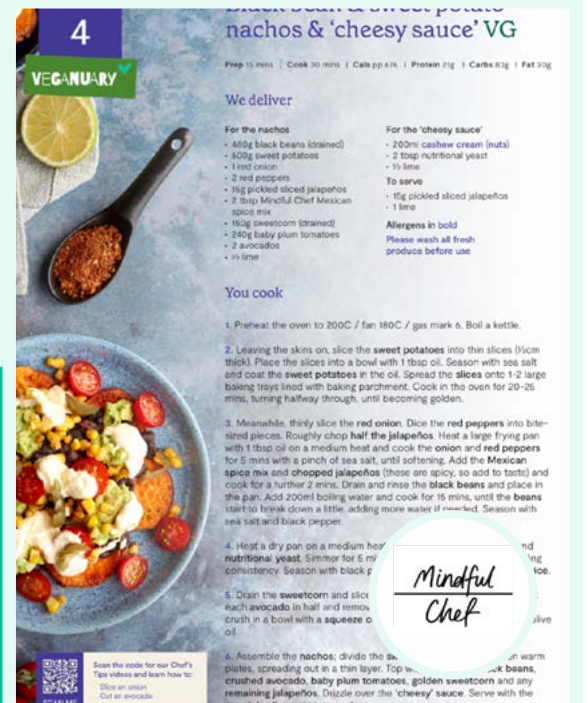 4
VEGANUARY
Black bean & sweet potato
nachos & ‘cheesy sauce’ VG
Prep 15 mins | Cook 30 mins | Cals pp 676 | Protein 21g | Carbs 83g | Fat 30g
We deliver
For the nachos
• 480g black beans (drained)
• 600g sweet potatoes
• 1 red onion
• 2 red peppers
• 15g pickled sliced jalapeños
• 2 tbsp Mindful Chef Mexican
spice mix
• 150g sweetcorn (drained)
• 240g baby plum tomatoes
• 2 avocados
• ½ lime
For the ‘cheesy sauce’
• 200ml cashew cream (nuts)
• 2 tbsp nutritional yeast
• ½ lime
To serve
• 15g pickled sliced jalapeños
• 1 lime
Allergens in bold
Please wash all fresh
produce before use
You cook
1. Preheat the oven to 200C / fan 180C / gas mark 6. Boil a kettle.
2. Leaving the skins on, slice the sweet potatoes into thin slices (½cm
thick). Place the slices into a bowl with 1 tbsp oil. Season with sea salt
and coat the sweet potatoes in the oil. Spread the slices onto 1-2 large
baking trays lined with baking parchment. Cook in the oven for 20-25
mins, turning halfway through, until becoming golden.
3. Meanwhile, thinly slice the red onion. Dice the red peppers into bite-
sized pieces. Roughly chop half the jalapeños. Heat a large frying pan
with 1 tbsp oil on a medium heat and cook the onion and red peppers
for 5 mins with a pinch of sea salt, until softening. Add the Mexican
spice mix and chopped jalapeños (these are spicy, so add to taste) and
cook for a further 2 mins. Drain and rinse the black beans and place in
the pan. Add 200ml boiling water and cook for 15 mins, until the beans
start to break down a little, adding more water if needed. Season with
sea salt and black pepper.
4. Heat a dry pan on a medium hea nd
nutritional yeast. Simmer for 5 mi ng
consistency. Season with black p ice.
5. Drain the sweetcorn and slice
each avocado in half and remov
crush in a bowl with a squeeze o olive
oil.
6. Assemble the nachos; divide the sw on warm
plates, spreading out in a thin layer. Top w ck beans,
crushed avocado, baby plum tomatoes, golden sweetcorn and any
remaining jalapeños. Drizzle over the ‘cheesy’ sauce. Serve with the
Mindful
Chef
Scan the code for our Chef's
Tips videos and learn how to:
• Slice an onion
• Cut an avocado
SCAN ME